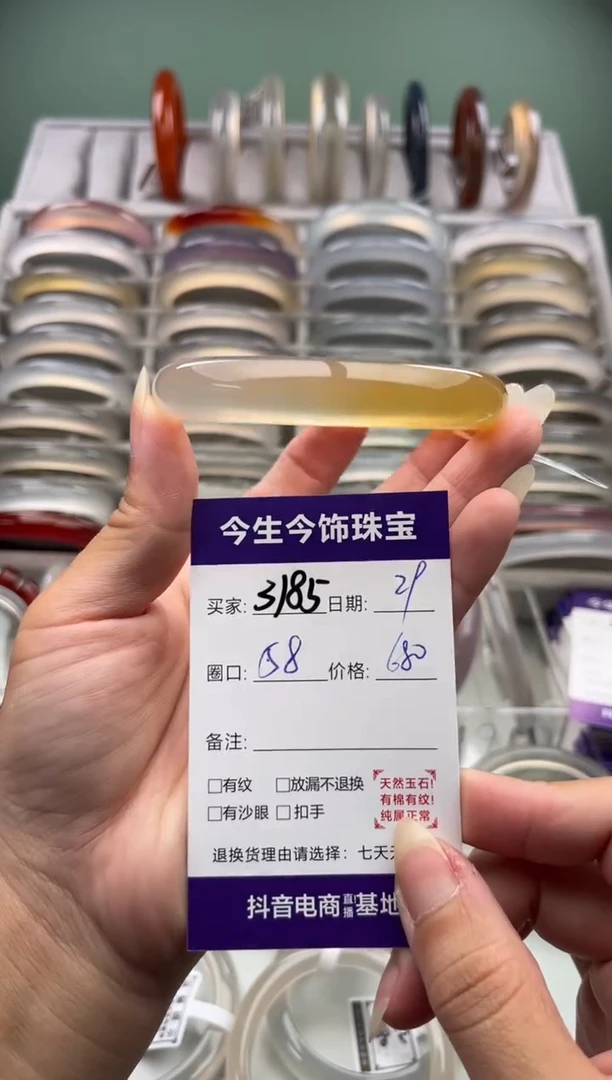 今生今饰珠宝
买家: 3185 日期: 29
圈口: 58 价格: 680
备注:
□有纹 □放漏不退换
□有沙眼 □扣手
天然玉石!
有棉有纹!
纯属正常
退换货理由请选择：七天
抖音电商直播基地